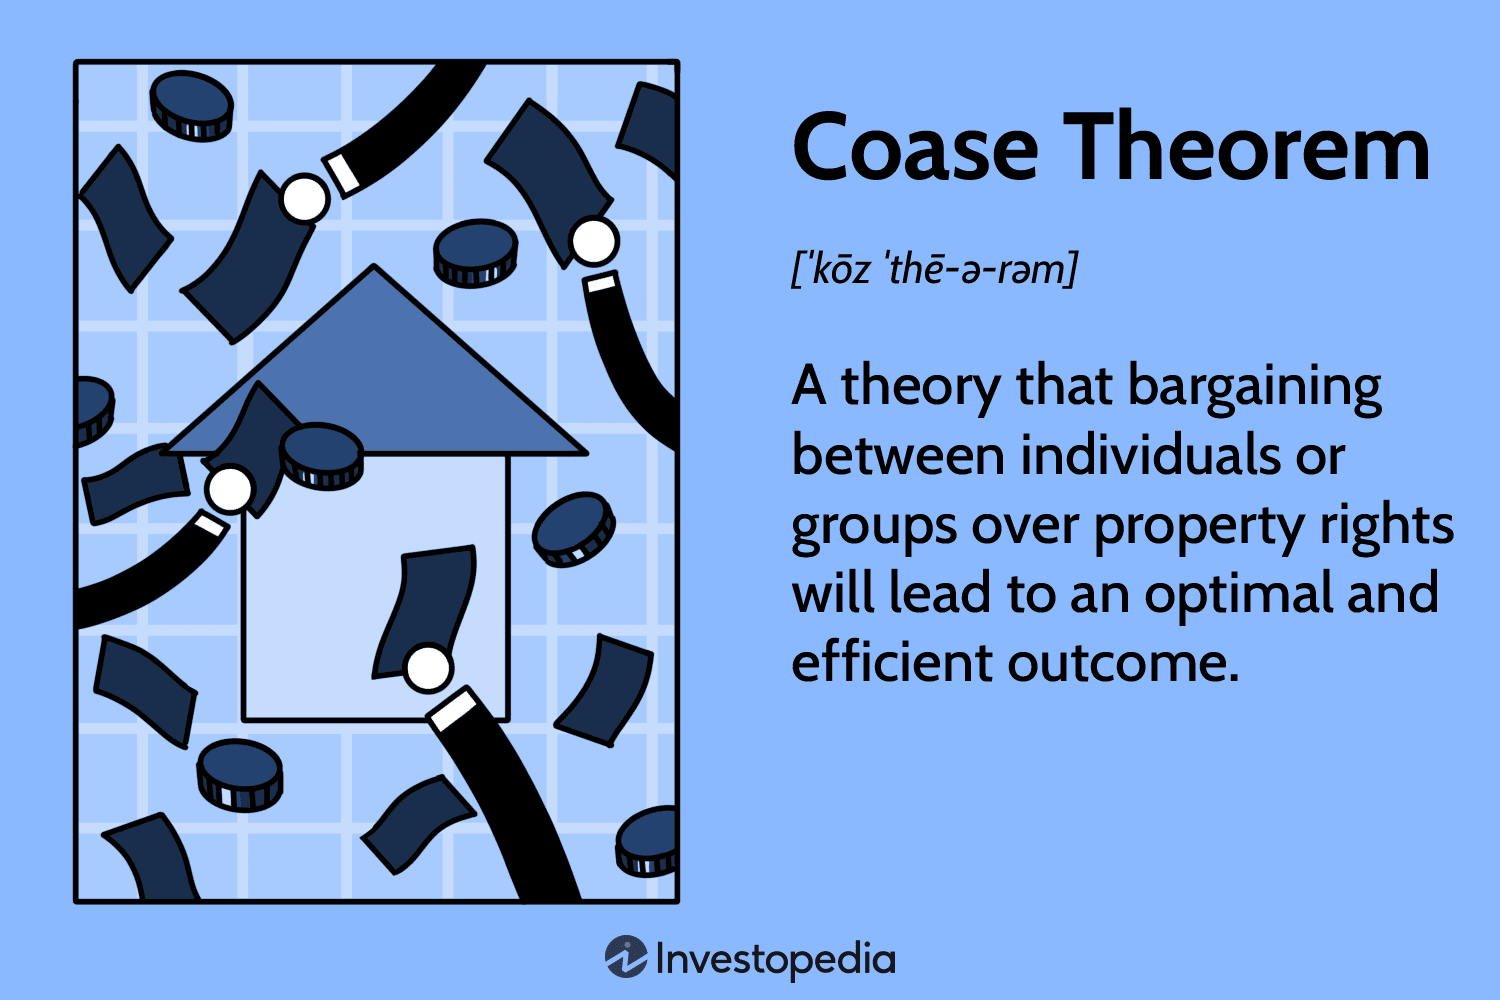 Coase Theorem
[ˈkōz ˈthē-ə-rəm]
A theory that bargaining
between individuals or
groups over property rights
will lead to an optimal and
efficient outcome.
Investopedia